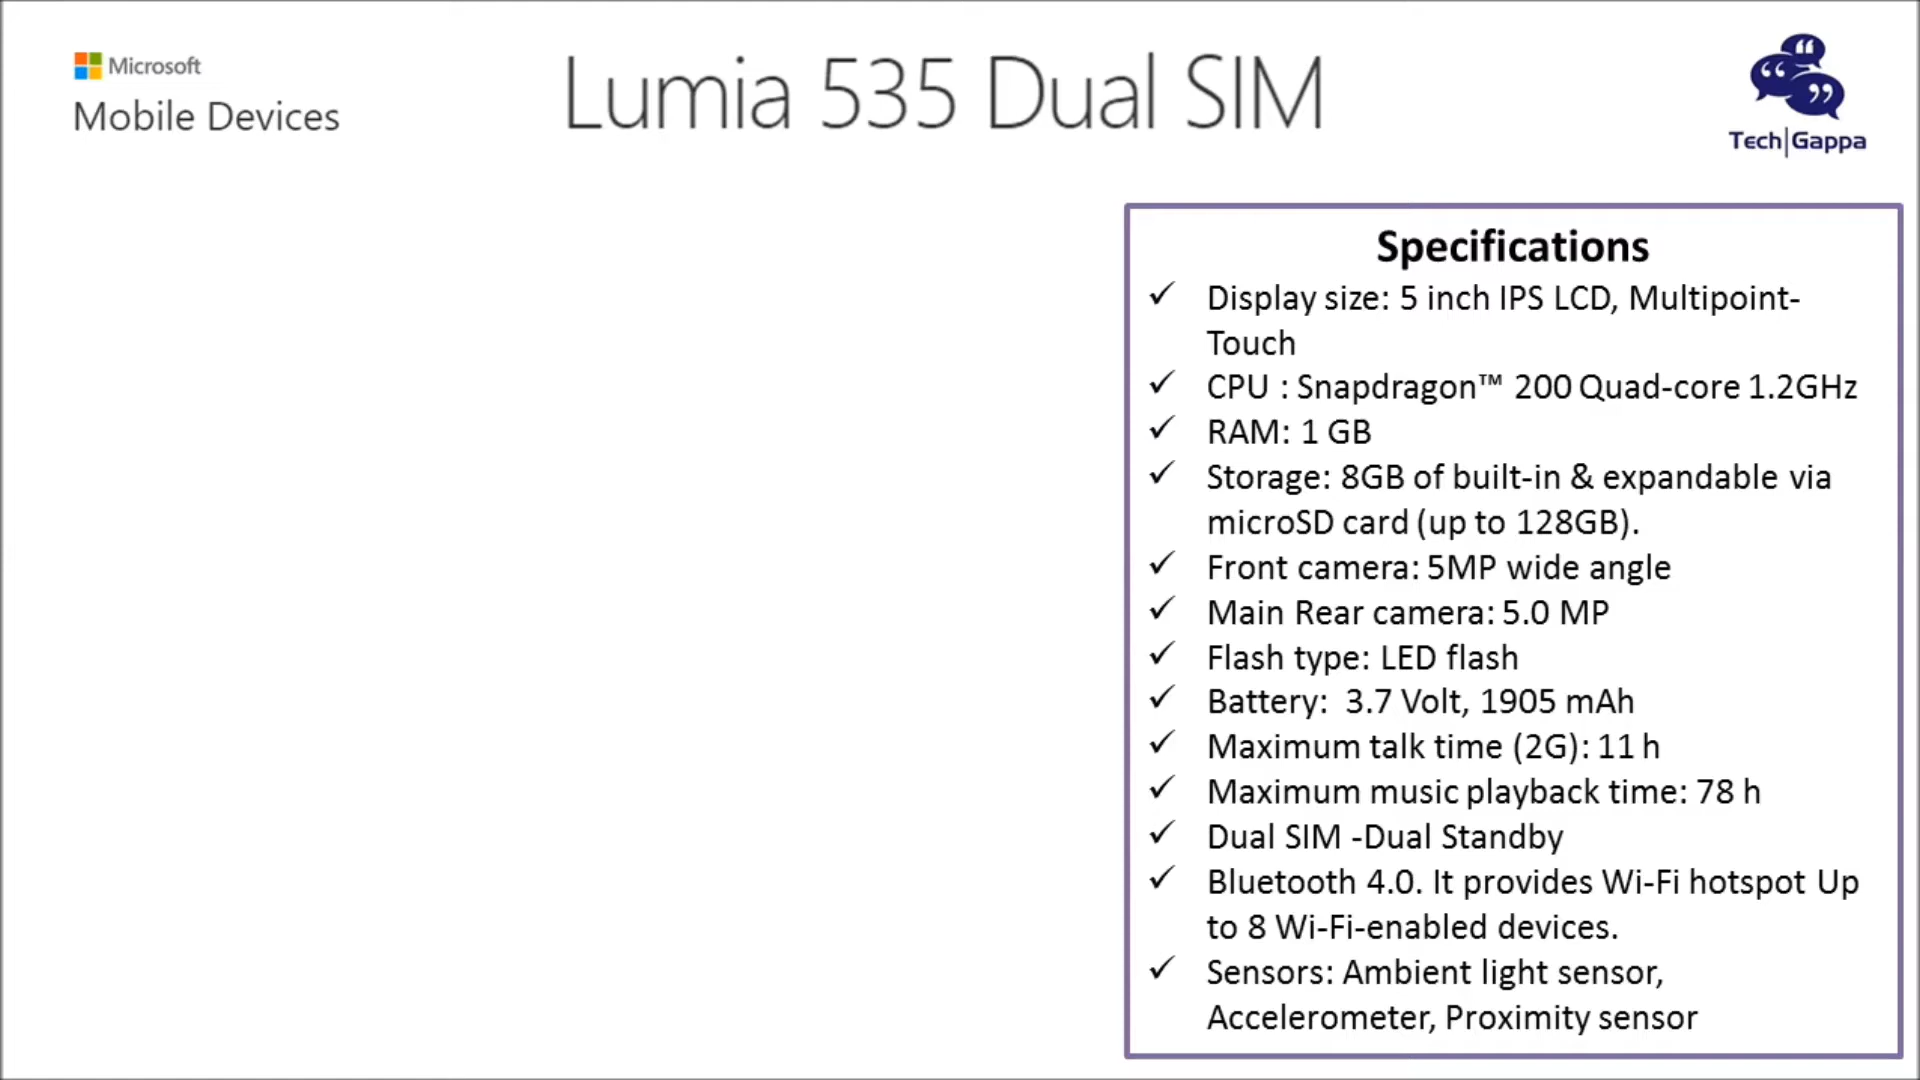 Microsoft
Mobile Devices
Lumia 535 Dual SIM
Tech|Gappa
Specifications
✓ Display size: 5 inch IPS LCD, Multipoint-
Touch
✓ CPU : Snapdragon™ 200 Quad-core 1.2GHz
✓ RAM: 1 GB
✓ Storage: 8GB of built-in & expandable via
microSD card (up to 128GB).
✓ Front camera: 5MP wide angle
✓ Main Rear camera: 5.0 MP
✓ Flash type: LED flash
✓ Battery:  3.7 Volt, 1905 mAh
✓ Maximum talk time (2G): 11 h
✓ Maximum music playback time: 78 h
✓ Dual SIM -Dual Standby
✓ Bluetooth 4.0. It provides Wi-Fi hotspot Up
to 8 Wi-Fi-enabled devices.
✓ Sensors: Ambient light sensor,
Accelerometer, Proximity sensor